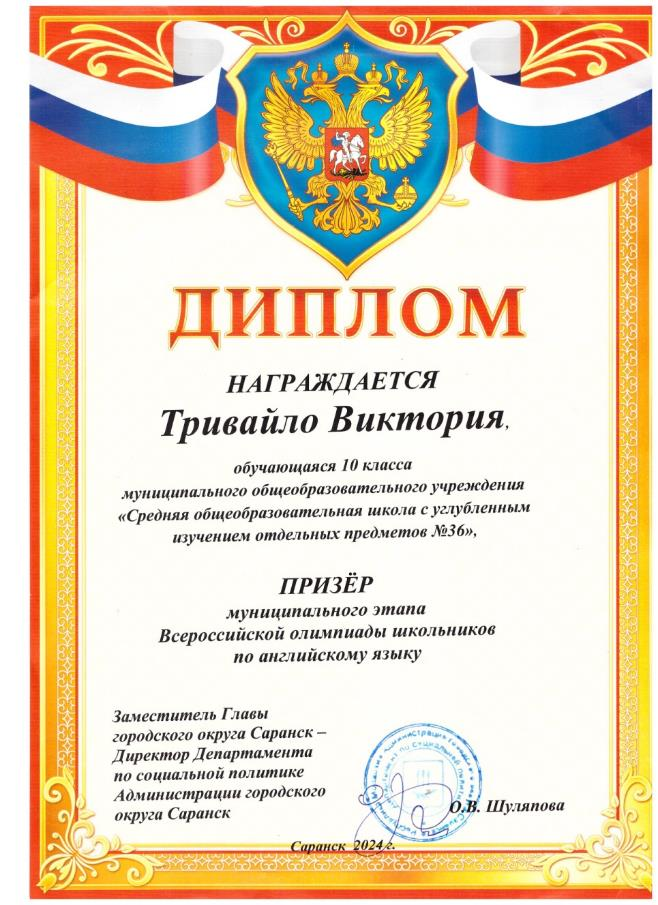 ДИПЛОМ
НАГРАЖДАЕТСЯ
Тривайло Виктория,
обучающаяся 10 класса
муниципального общеобразовательного учреждения
«Средняя общеобразовательная школа с углубленным
изучением отдельных предметов №36»,
ПРИЗЁР
муниципального этапа
Всероссийской олимпиады школьников
по английскому языку
Заместитель Главы
городского округа Саранск –
Директор Департамента
по социальной политике
Администрации городского
округа Саранск
О.В. Шуляпова
Саранск 2024 г.